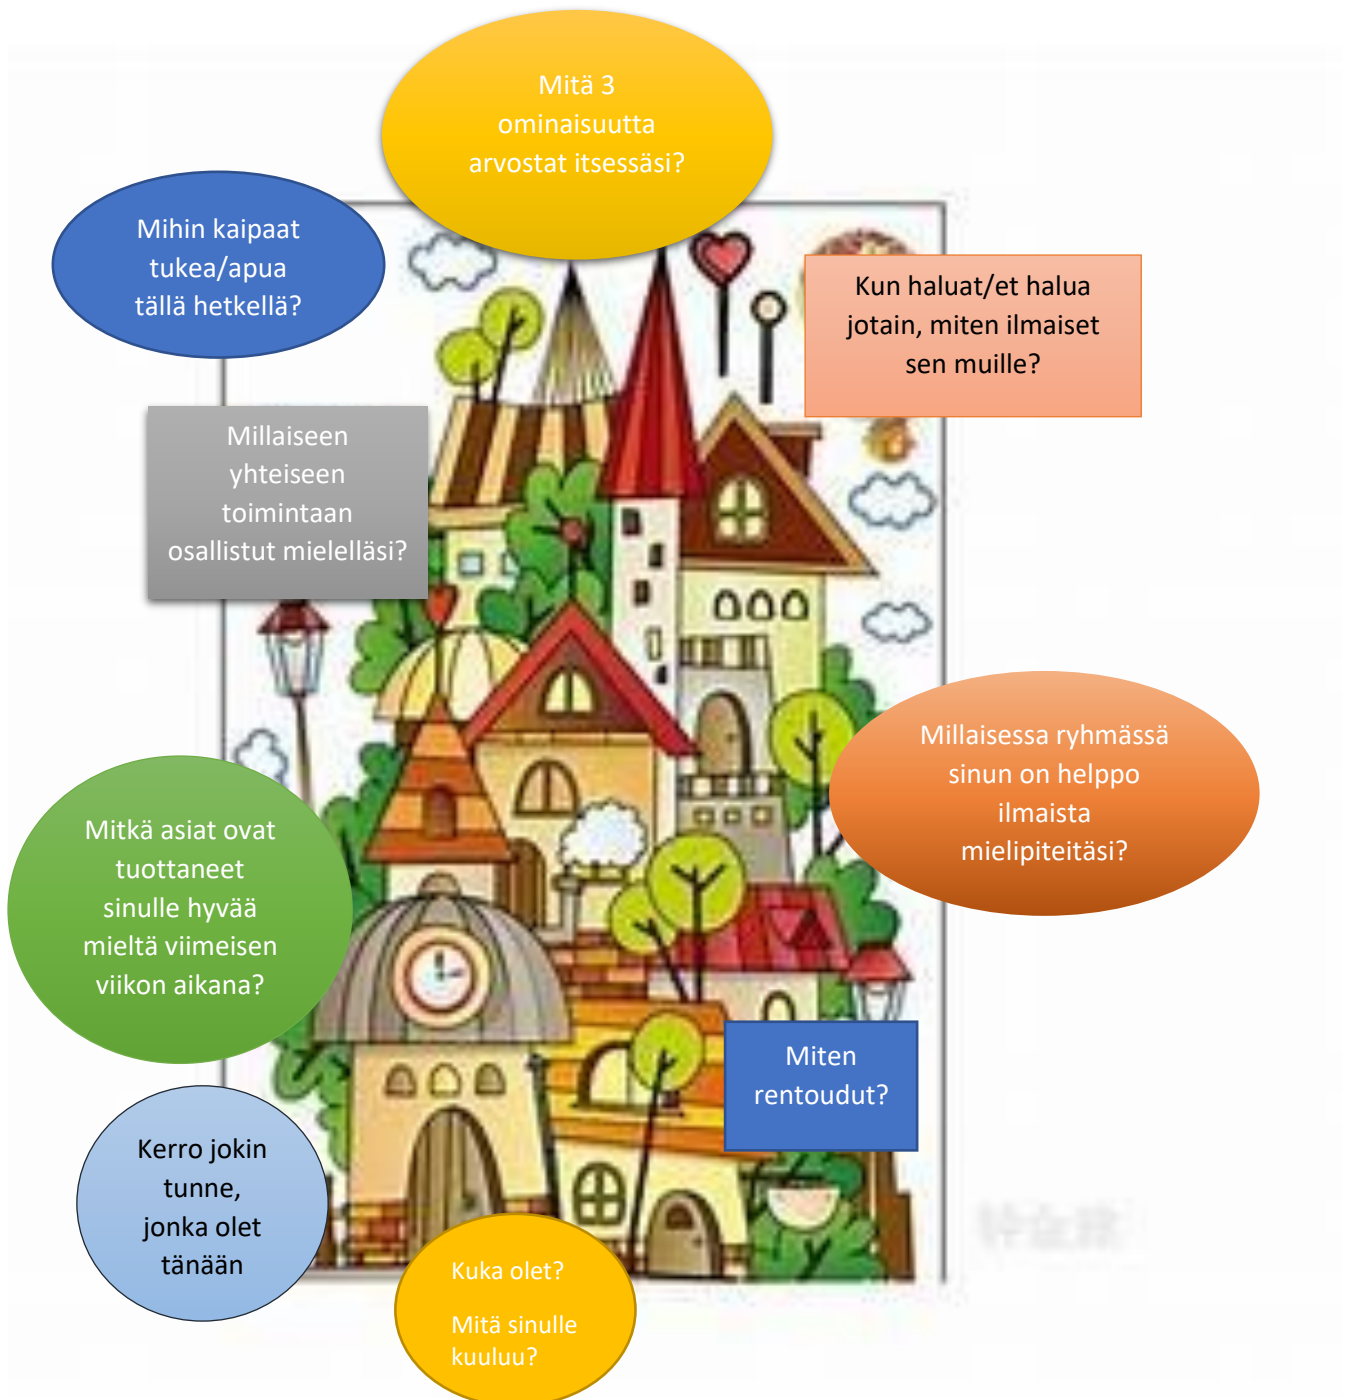 Mitä 3
ominaisuutta
arvostat itsessäsi?
Mihin kaipaat
tukea/apua
tällä hetkellä?
Kun haluat/et halua
jotain, miten ilmaiset
sen muille?
Millaiseen
yhteiseen
toimintaan
osallistut mielelläsi?
Millaisessa ryhmässä
sinun on helppo
ilmaista
mielipiteitäsi?
Mitkä asiat ovat
tuottaneet
sinulle hyvää
mieltä viimeisen
viikon aikana?
Miten
rentoudut?
Kerro jokin
tunne,
jonka olet
tänään
Kuka olet?
Mitä sinulle
kuuluu?